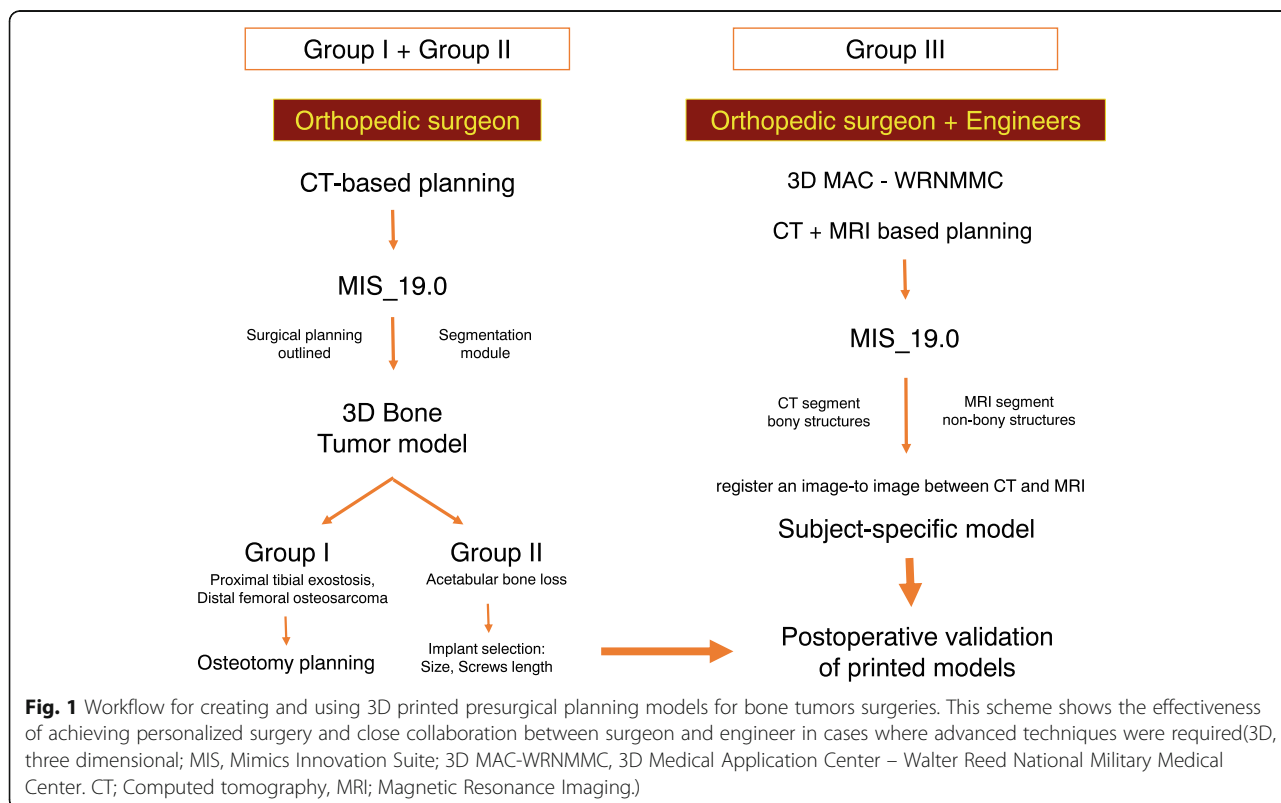 Group I + Group II
Orthopedic surgeon
CT-based planning
MIS_19.0
Surgical planning
outlined
Segmentation
module
3D Bone
Tumor model
Group I
Proximal tibial exostosis,
Distal femoral osteosarcoma
Osteotomy planning
Group II
Acetabular bone loss
Implant selection:
Size, Screws length
Group III
Orthopedic surgeon + Engineers
3D MAC - WRNMMC
CT + MRI based planning
MIS_19.0
CT segment
bony structures
MRI segment
non-bony structures
register an image-to image between CT and MRI
Subject-specific model
Postoperative validation
of printed models
Fig. 1 Workflow for creating and using 3D printed presurgical planning models for bone tumors surgeries. This scheme shows the effectiveness
of achieving personalized surgery and close collaboration between surgeon and engineer in cases where advanced techniques were required(3D,
three dimensional; MIS, Mimics Innovation Suite; 3D MAC-WRNMMC, 3D Medical Application Center – Walter Reed National Military Medical
Center. CT; Computed tomography, MRI; Magnetic Resonance Imaging.)